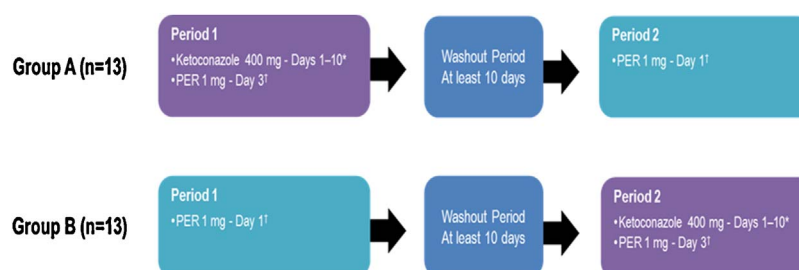 Group A (n=13)
Period 1
•Ketoconazole 400 mg - Days 1–10*
•PER 1 mg - Day 3†
Washout Period
At least 10 days
Period 2
•PER 1 mg - Day 1†
Group B (n=13)
Period 1
•PER 1 mg - Day 1†
Washout Period
At least 10 days
Period 2
•Ketoconazole 400 mg - Days 1–10*
•PER 1 mg - Day 3†